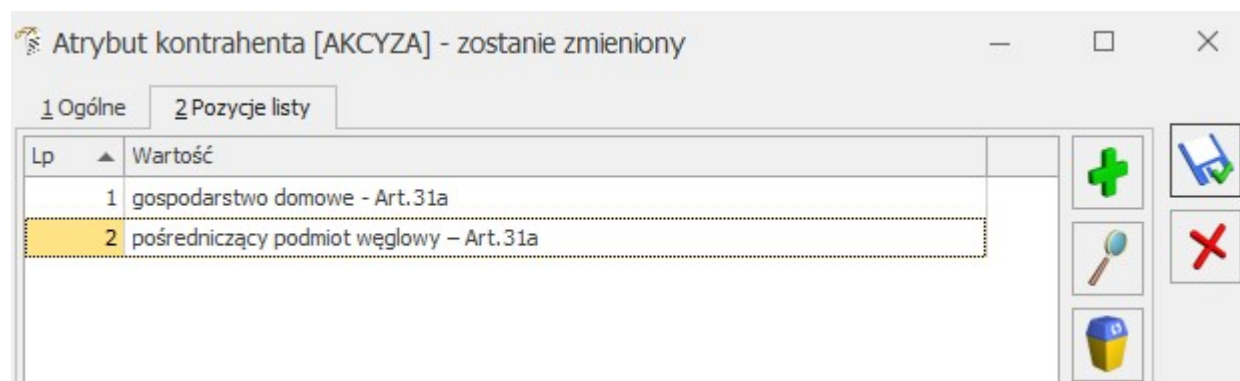 Atrybut kontrahenta [AKCYZA] - zostanie zmieniony
1 Ogólne 2 Pozycje listy
Lp Wartość
1 gospodarstwo domowe - Art.31a
2 pośredniczący podmiot węglowy – Art.31a